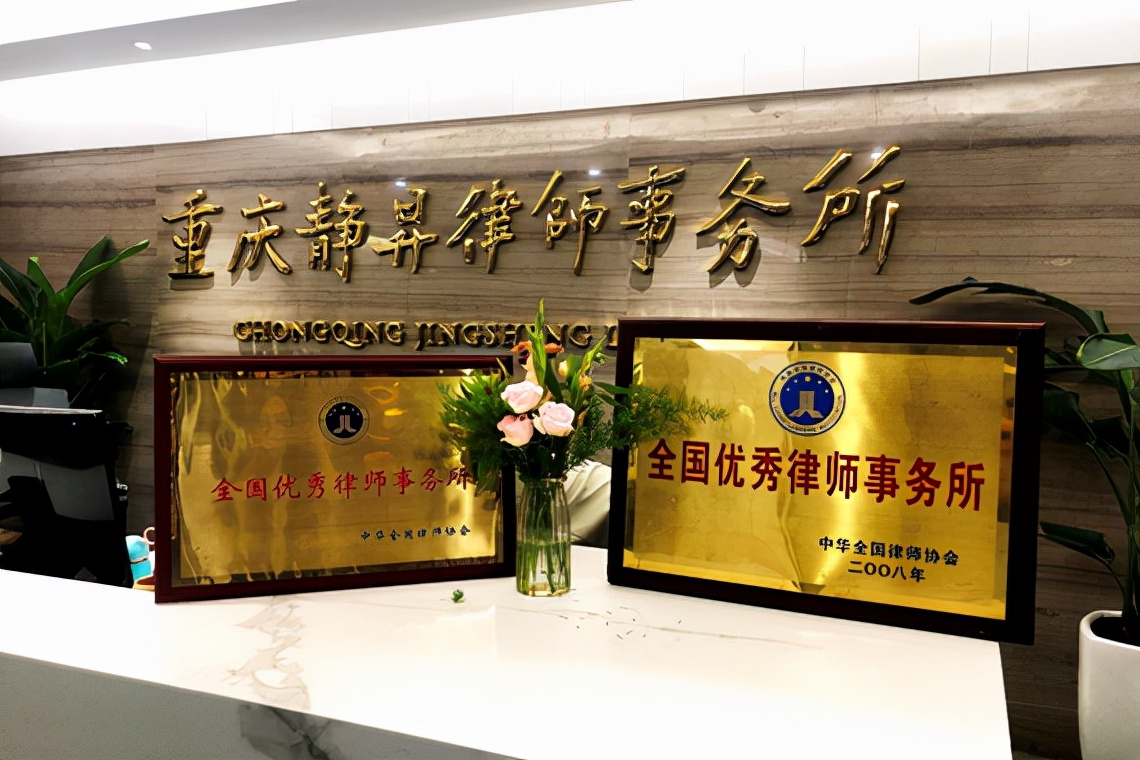 重庆静昇律师事务所
CHONGQING JINGSHENG
全国优秀律师事务所
中华全国律师协会
全国优秀律师事务所
中华全国律师协会
二〇〇八年